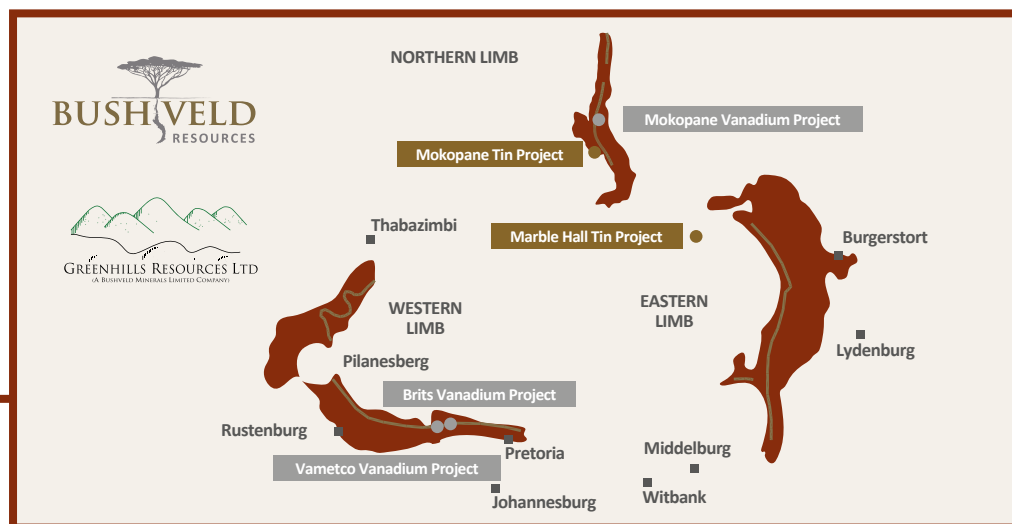 BUSHVELD
RESOURCES
GREENHILLS RESOURCES LTD
(A BUSHVELD MINERALS LIMITED COMPANY)
NORTHERN LIMB
Mokopane Vanadium Project
Mokopane Tin Project
Thabazimbi
Marble Hall Tin Project
Burgerstort
WESTERN
LIMB
EASTERN
LIMB
Lydenburg
Pilanesberg
Brits Vanadium Project
Rustenburg
Pretoria
Middelburg
Vametco Vanadium Project
Johannesburg
Witbank